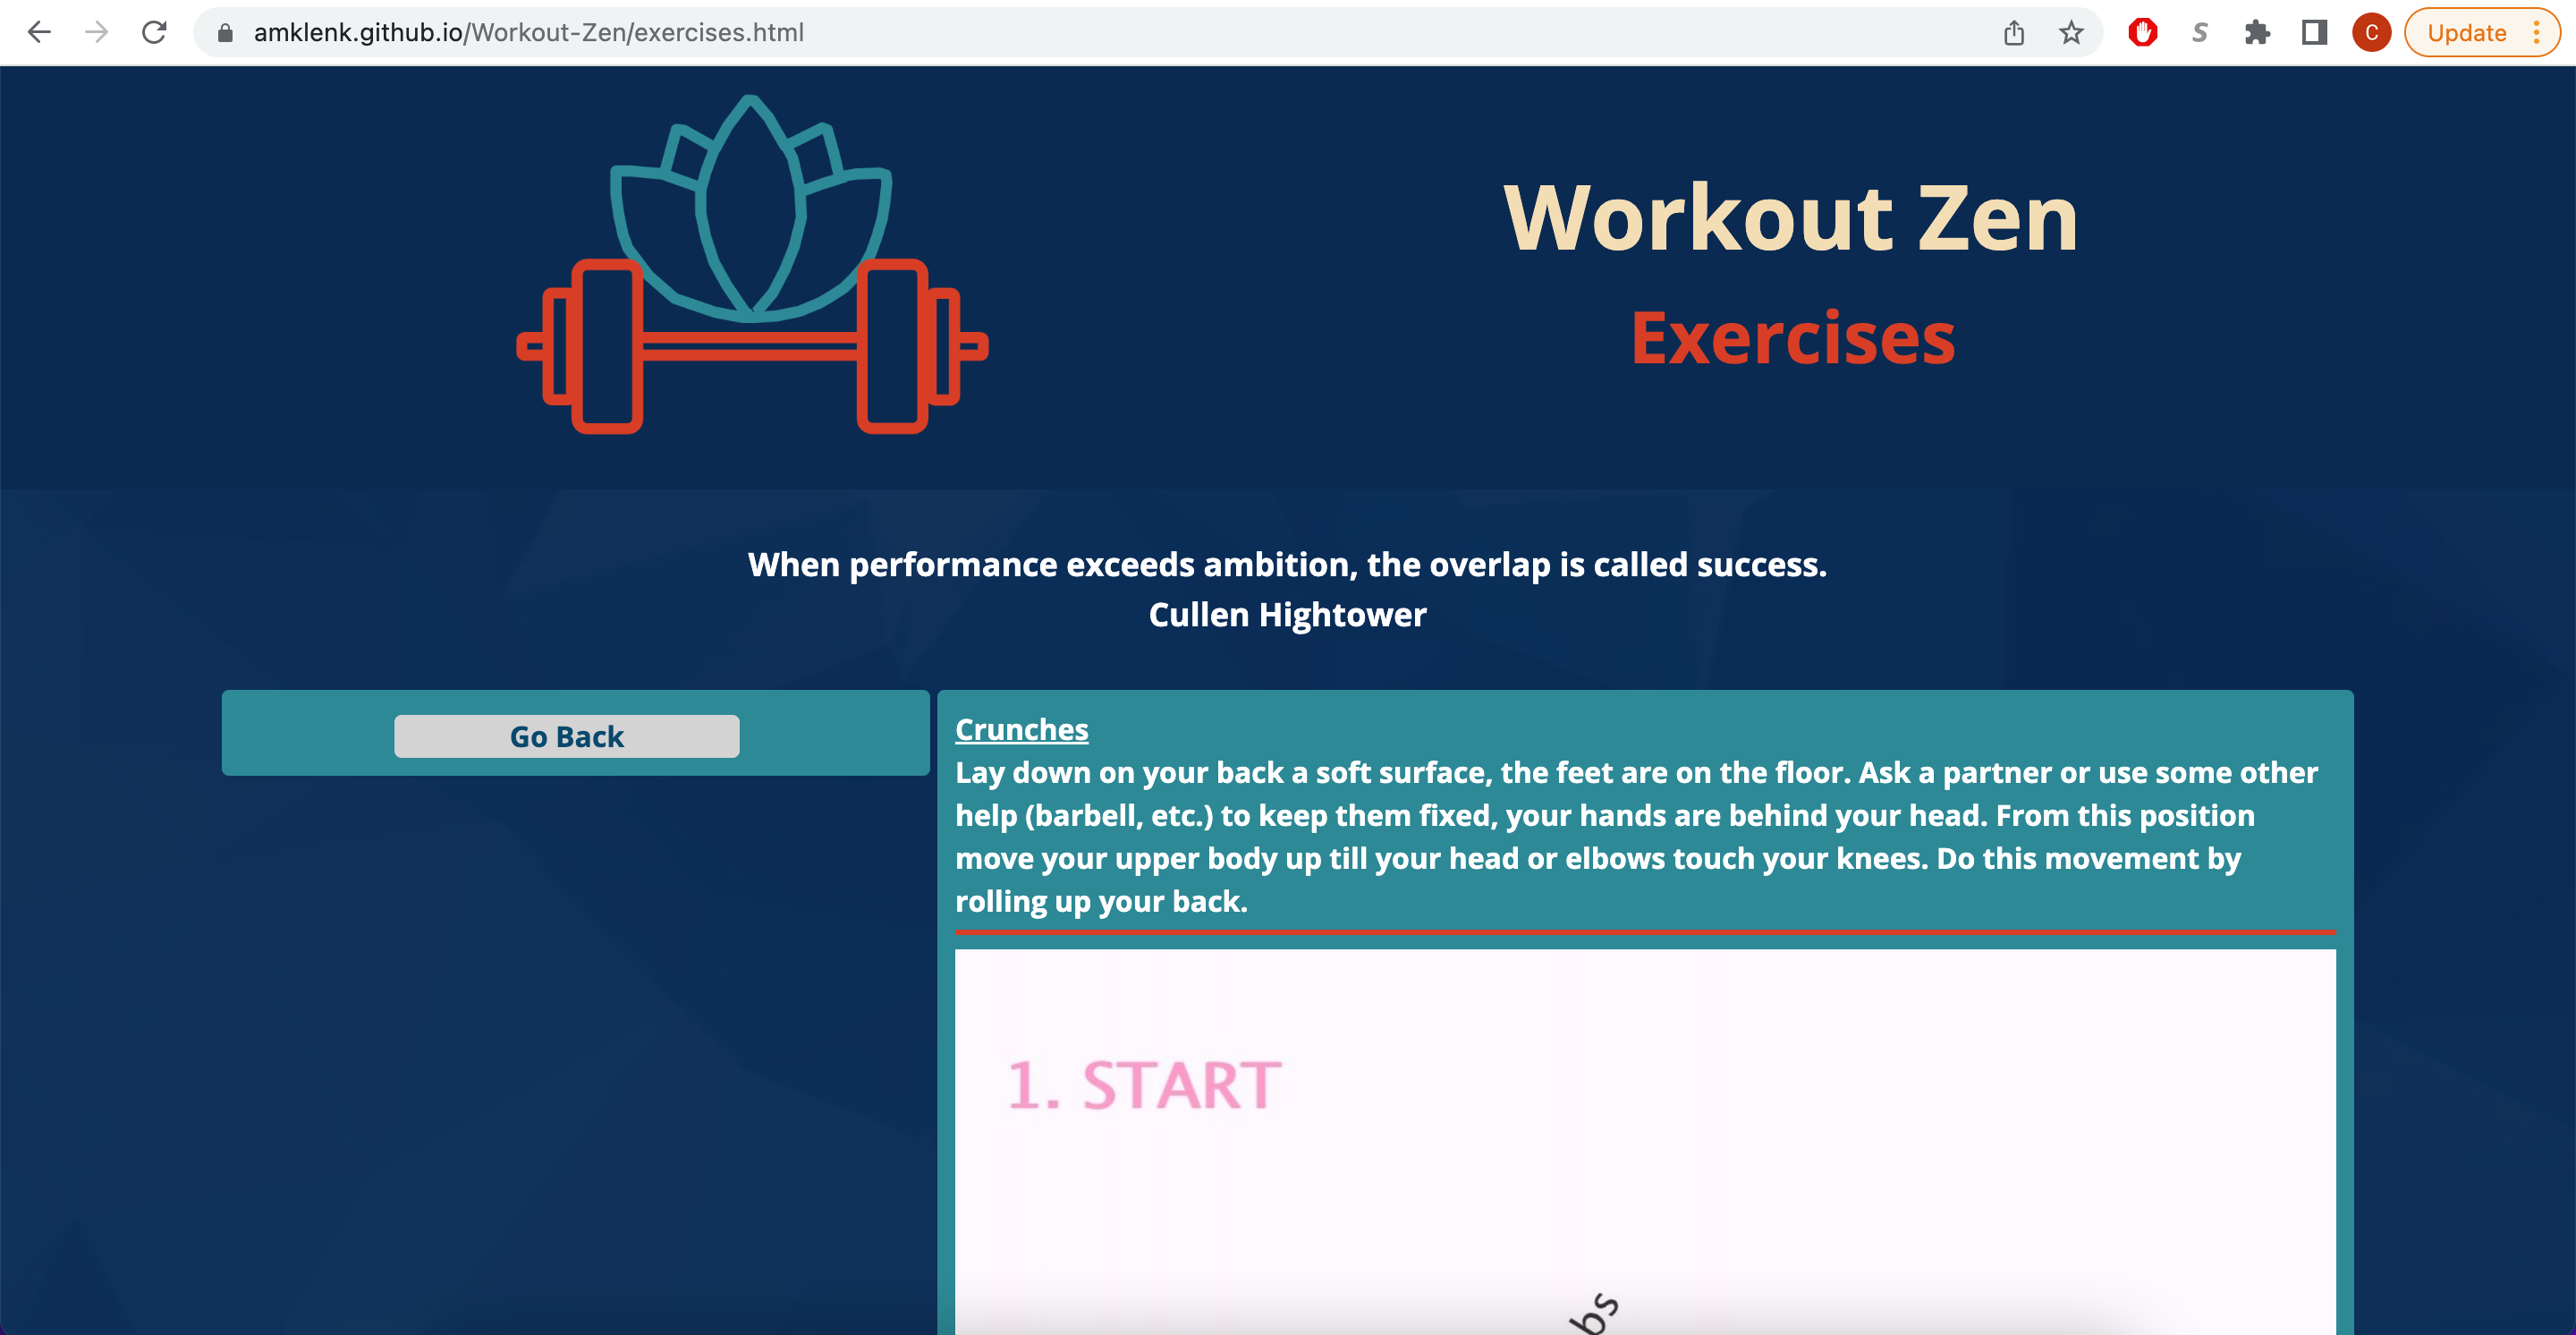 amklenk.github.io/Workout-Zen/exercises.html
S
C
Update
Workout Zen
Exercises
When performance exceeds ambition, the overlap is called success.
Cullen Hightower
Go Back
Crunches
Lay down on your back a soft surface, the feet are on the floor. Ask a partner or use some other
help (barbell, etc.) to keep them fixed, your hands are behind your head. From this position
move your upper body up till your head or elbows touch your knees. Do this movement by
rolling up your back.
1. START
bs